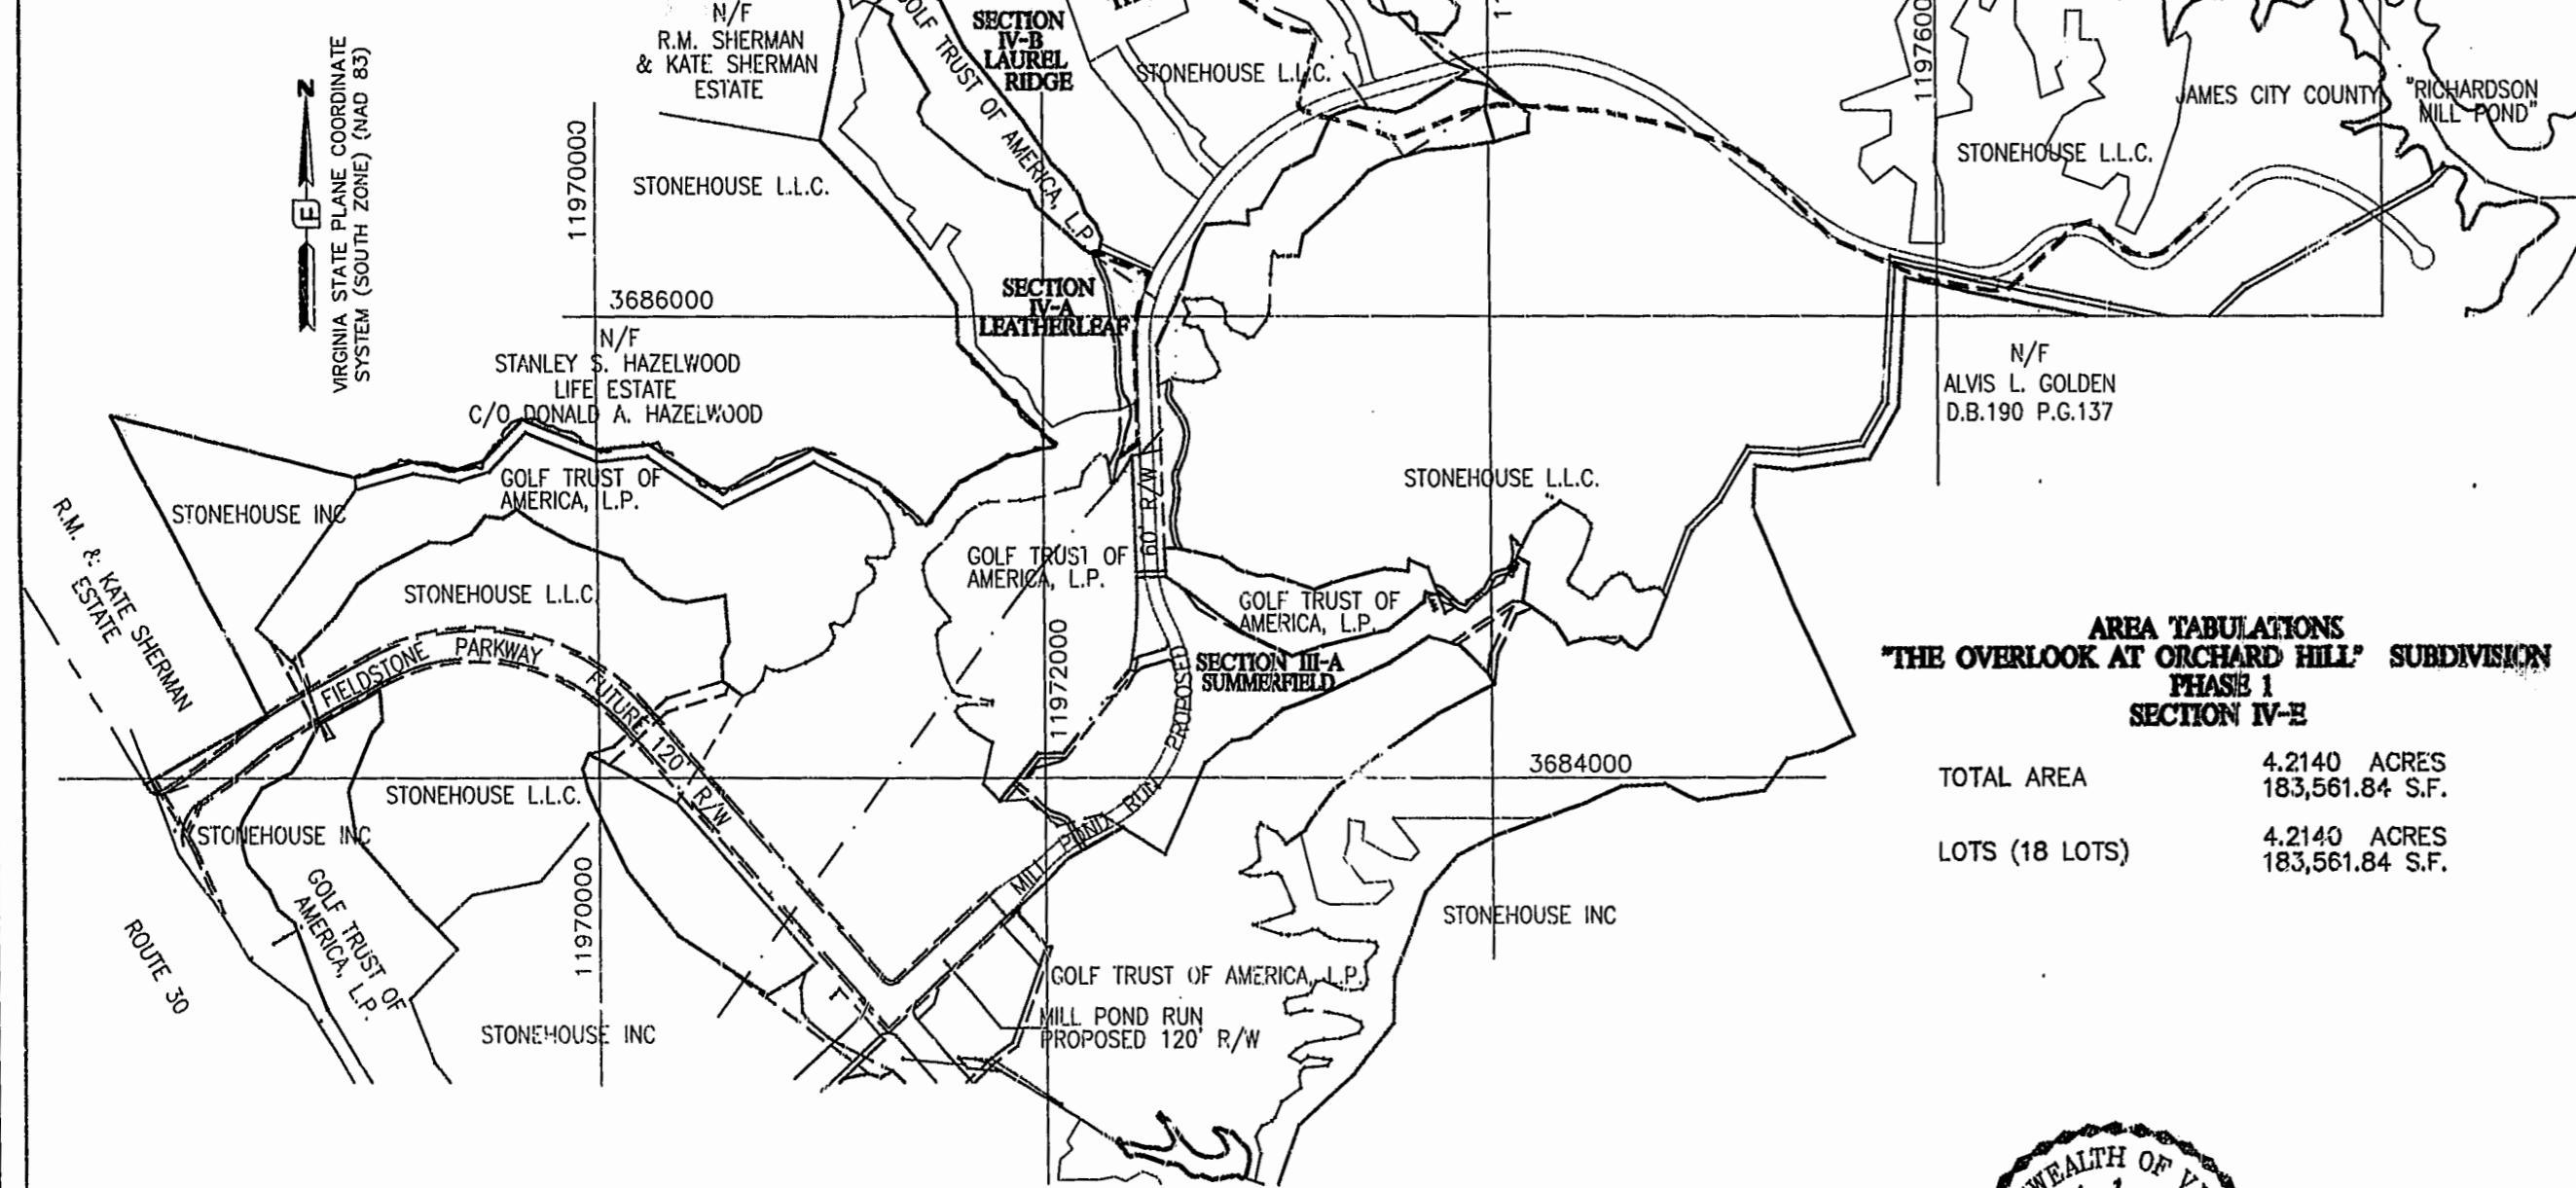 N/F
R.M. SHERMAN
& KATE SHERMAN
ESTATE
SECTION
IV-B
LAUREL
RIDGE
GOLF TRUST OF AMERICA, L.P.
STONEHOUSE L.L.C.
1197600
JAMES CITY COUNTY
"RICHARDSON
MILL POND"
STONEHOUSE L.L.C.
VIRGINIA STATE PLANE COORDINATE
SYSTEM (SOUTH ZONE) (NAD 83)
N
11970000
STONEHOUSE L.L.C.
3686000
SECTION
IV-A
LEATHERLEAF
N/F
STANLEY S. HAZELWOOD
LIFE ESTATE
C/O DONALD A. HAZELWOOD
N/F
ALVIS L. GOLDEN
D.B.190 P.G.137
GOLF TRUST OF
AMERICA, L.P.
STONEHOUSE INC
R.M. & KATE SHERMAN
ESTATE
60' R/W
STONEHOUSE L.L.C.
GOLF TRUST OF
AMERICA, L.P.
STONEHOUSE L.L.C.
GOLF TRUST OF
AMERICA, L.P.
11972000
SECTION III-A
SUMMERFIELD
FIELDSTONE PARKWAY
FUTURE 120' R/W
MILL POND RUN PROPOSED
3684000
STONEHOUSE L.L.C.
STONEHOUSE INC
11970000
GOLF TRUST OF
AMERICA, L.P.
ROUTE 30
STONEHOUSE INC
STONEHOUSE INC
GOLF TRUST OF AMERICA, L.P.
MILL POND RUN
PROPOSED 120' R/W
AREA TABULATIONS
"THE OVERLOOK AT ORCHARD HILL" SUBDIVISION
PHASE 1
SECTION IV-E
TOTAL AREA 4.2140 ACRES
183,561.84 S.F.
LOTS (18 LOTS) 4.2140 ACRES
183,561.84 S.F.
WEALTH OF V